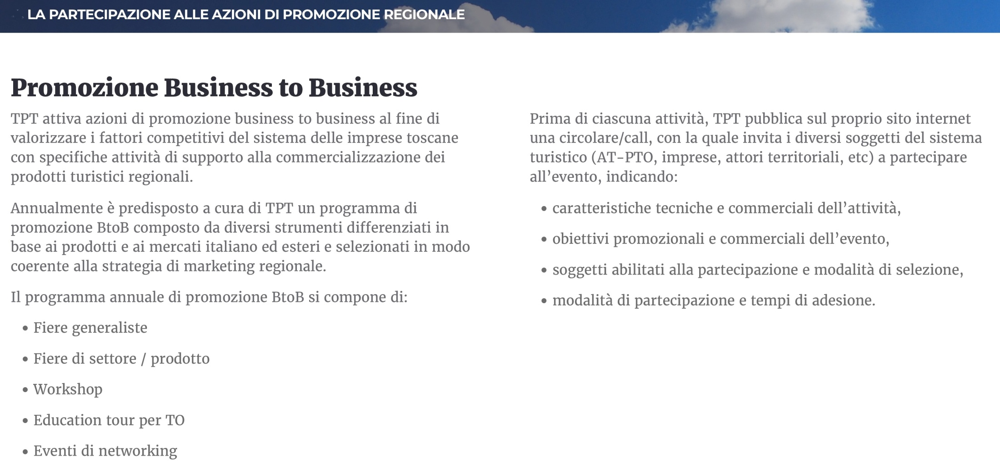 LA PARTECIPAZIONE ALLE AZIONI DI PROMOZIONE REGIONALE
Promozione Business to Business
TPT attiva azioni di promozione business to business al fine di
valorizzare i fattori competitivi del sistema delle imprese toscane
con specifiche attività di supporto alla commercializzazione dei
prodotti turistici regionali.
Annualmente è predisposto a cura di TPT un programma di
promozione BtoB composto da diversi strumenti differenziati in
base ai prodotti e ai mercati italiano ed esteri e selezionati in modo
coerente alla strategia di marketing regionale.
Il programma annuale di promozione BtoB si compone di:
• Fiere generaliste
• Fiere di settore / prodotto
• Workshop
• Education tour per TO
• Eventi di networking
Prima di ciascuna attività, TPT pubblica sul proprio sito internet
una circolare/call, con la quale invita i diversi soggetti del sistema
turistico (AT-PTO, imprese, attori territoriali, etc) a partecipare
all’evento, indicando:
• caratteristiche tecniche e commerciali dell’attività,
• obiettivi promozionali e commerciali dell’evento,
• soggetti abilitati alla partecipazione e modalità di selezione,
• modalità di partecipazione e tempi di adesione.